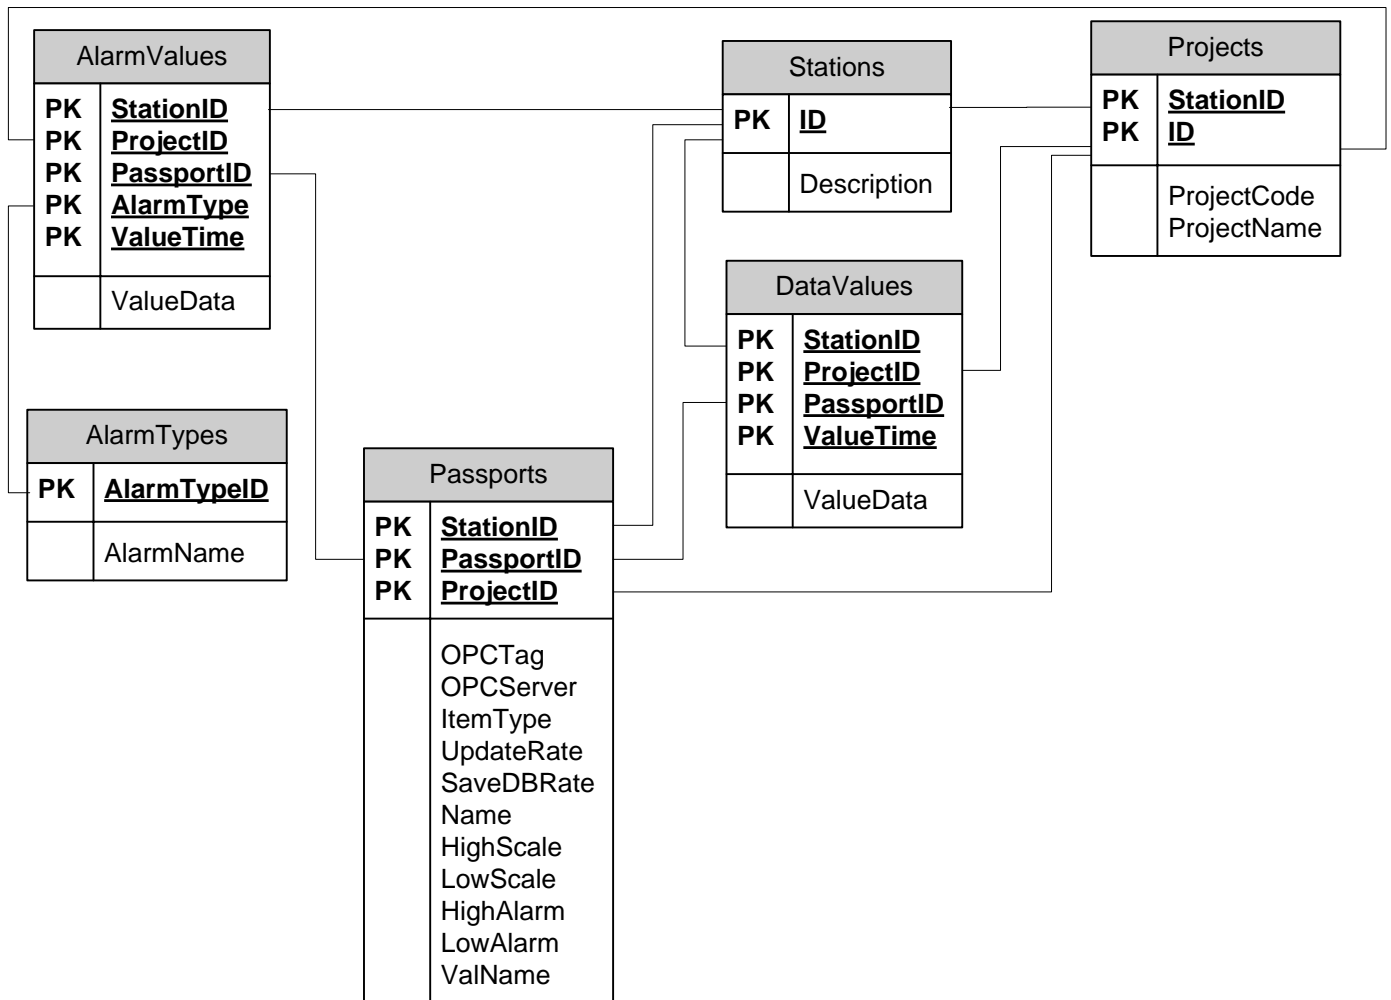 AlarmValues
PK StationID
PK ProjectID
PK PassportID
PK AlarmType
PK ValueTime
ValueData
Stations
PK ID
Description
Projects
PK StationID
PK ID
ProjectCode
ProjectName
DataValues
PK StationID
PK ProjectID
PK PassportID
PK ValueTime
ValueData
AlarmTypes
PK AlarmTypeID
AlarmName
Passports
PK StationID
PK PassportID
PK ProjectID
OPCTag
OPCServer
ItemType
UpdateRate
SaveDBRate
Name
HighScale
LowScale
HighAlarm
LowAlarm
ValName